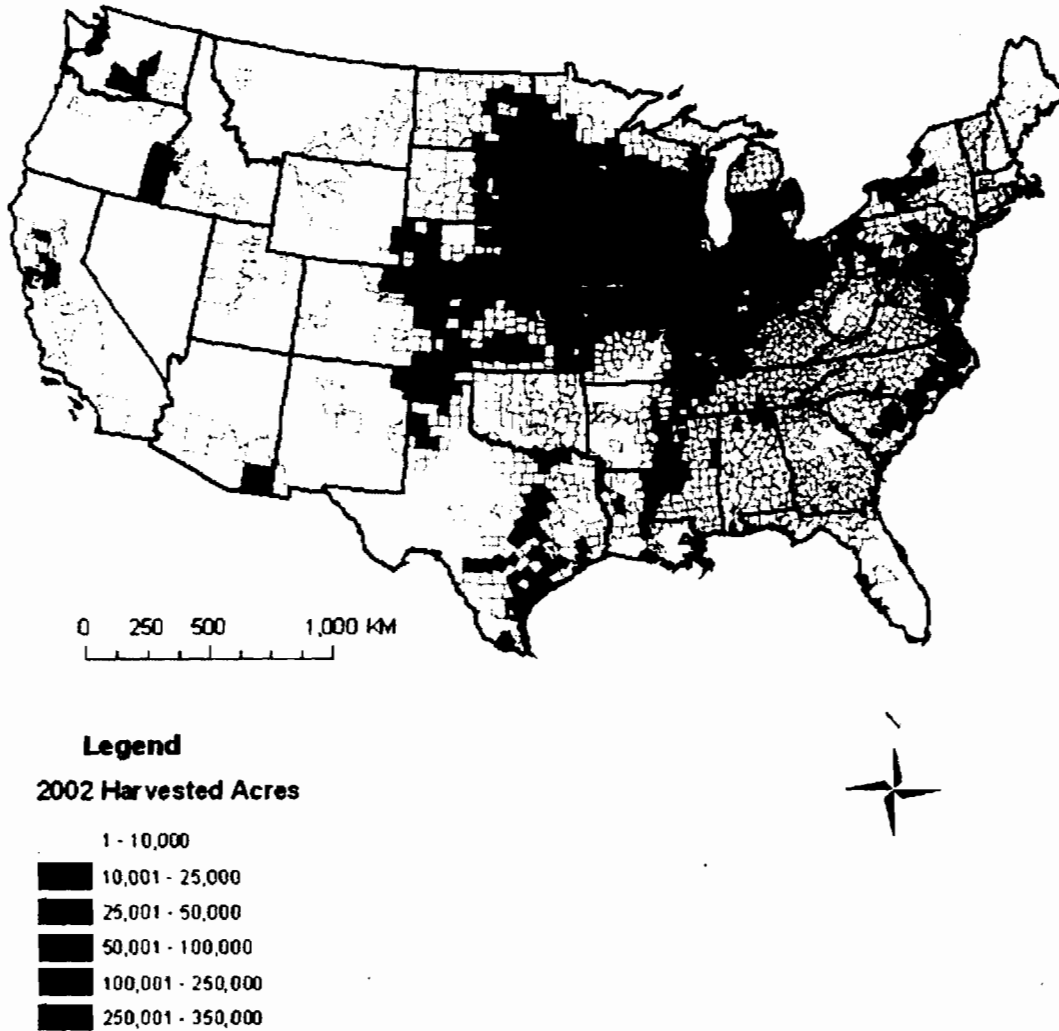 0 250 500 1,000 KM
Legend
2002 Harvested Acres
1 - 10,000
10,001 - 25,000
25,001 - 50,000
50,001 - 100,000
100,001 - 250,000
250,001 - 350,000